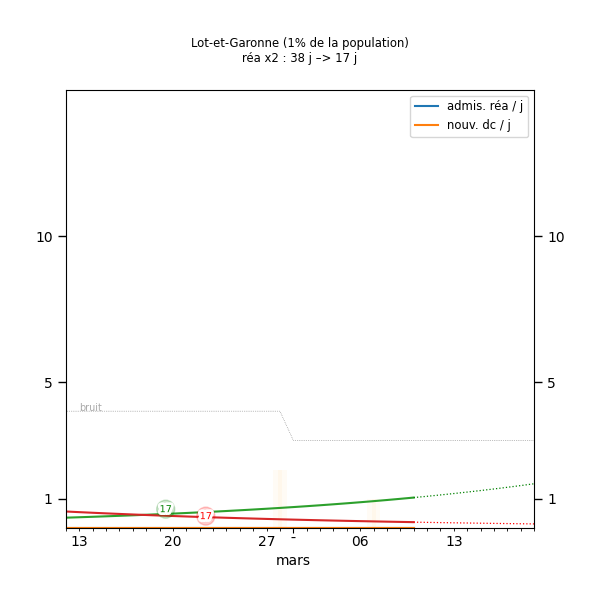 Lot-et-Garonne (1% de la population)
réa x2 : 38 j –> 17 j
admis. réa / j
nouv. dc / j
10 10
5 5
bruit
1 1
17
17
13 20 27 - 06 13
mars